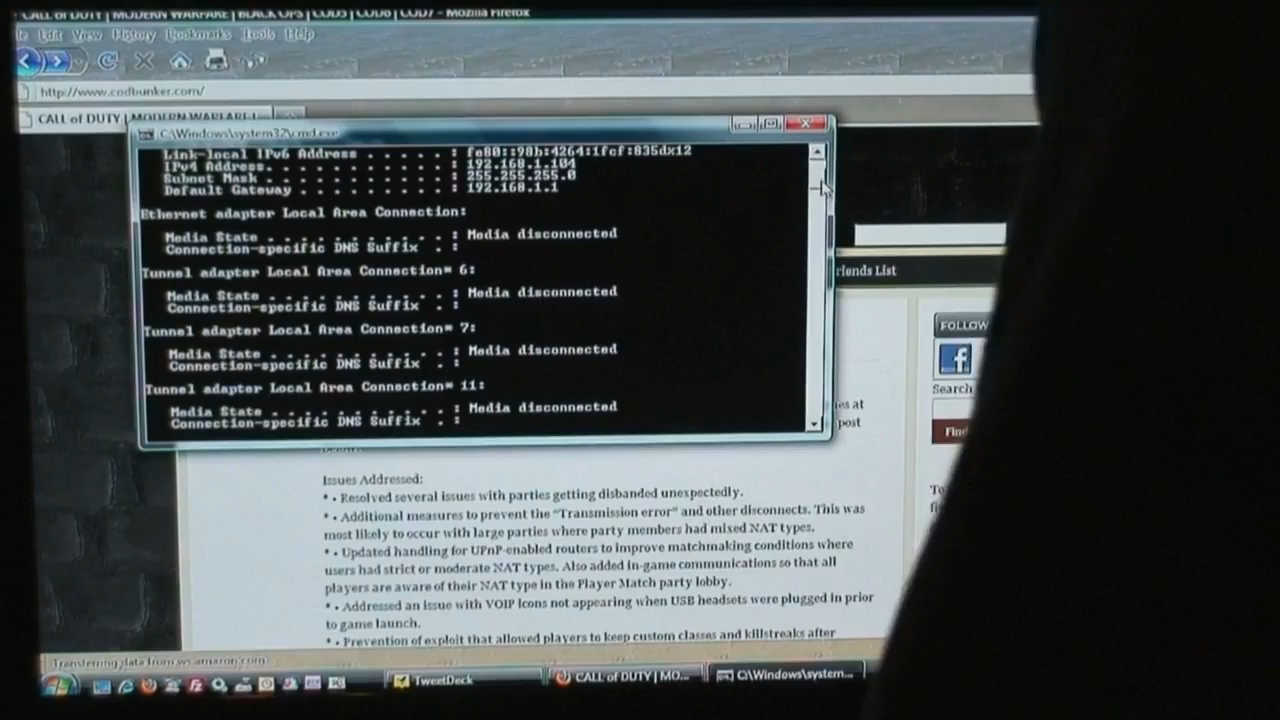 CALL of DUTY | MODERN WARFARE | BLACK OPS | COD5 | COD6 | COD7 - Mozilla Firefox
Edit View History Bookmarks Tools Help
http://www.codbunker.com/
CALL of DUTY | MODERN WARFARE |
C:\Windows\system32\cmd.exe
Link-local IPv6 Address . . . . . : fe80::98b:4264:1fcf:835d%12
IPv4 Address. . . . . . . . . . . : 192.168.1.104
Subnet Mask . . . . . . . . . . . : 255.255.255.0
Default Gateway . . . . . . . . . : 192.168.1.1
Ethernet adapter Local Area Connection:
Media State . . . . . . . . . . . : Media disconnected
Connection-specific DNS Suffix . :
Tunnel adapter Local Area Connection* 6:
Media State . . . . . . . . . . . : Media disconnected
Connection-specific DNS Suffix . :
Tunnel adapter Local Area Connection* 7:
Media State . . . . . . . . . . . : Media disconnected
Connection-specific DNS Suffix . :
Tunnel adapter Local Area Connection* 11:
Media State . . . . . . . . . . . : Media disconnected
Connection-specific DNS Suffix . :
riends List
FOLLOW
Search
Find
es at
post
Issues Addressed:
* • Resolved several issues with parties getting disbanded unexpectedly.
* • Additional measures to prevent the "Transmission error" and other disconnects. This was
most likely to occur with large parties where party members had mixed NAT types.
* • Updated handling for UPnP-enabled routers to improve matchmaking conditions where
users had strict or moderate NAT types. Also added in-game communications so that all
players are aware of their NAT type in the Player Match party lobby.
* • Addressed an issue with VOIP Icons not appearing when USB headsets were plugged in prior
to game launch.
* • Prevention of exploit that allowed players to keep custom classes and killstreaks after
Transferring data from ws.amazon.com...
TweetDeck
CALL of DUTY | MO...
C:\Windows\system...